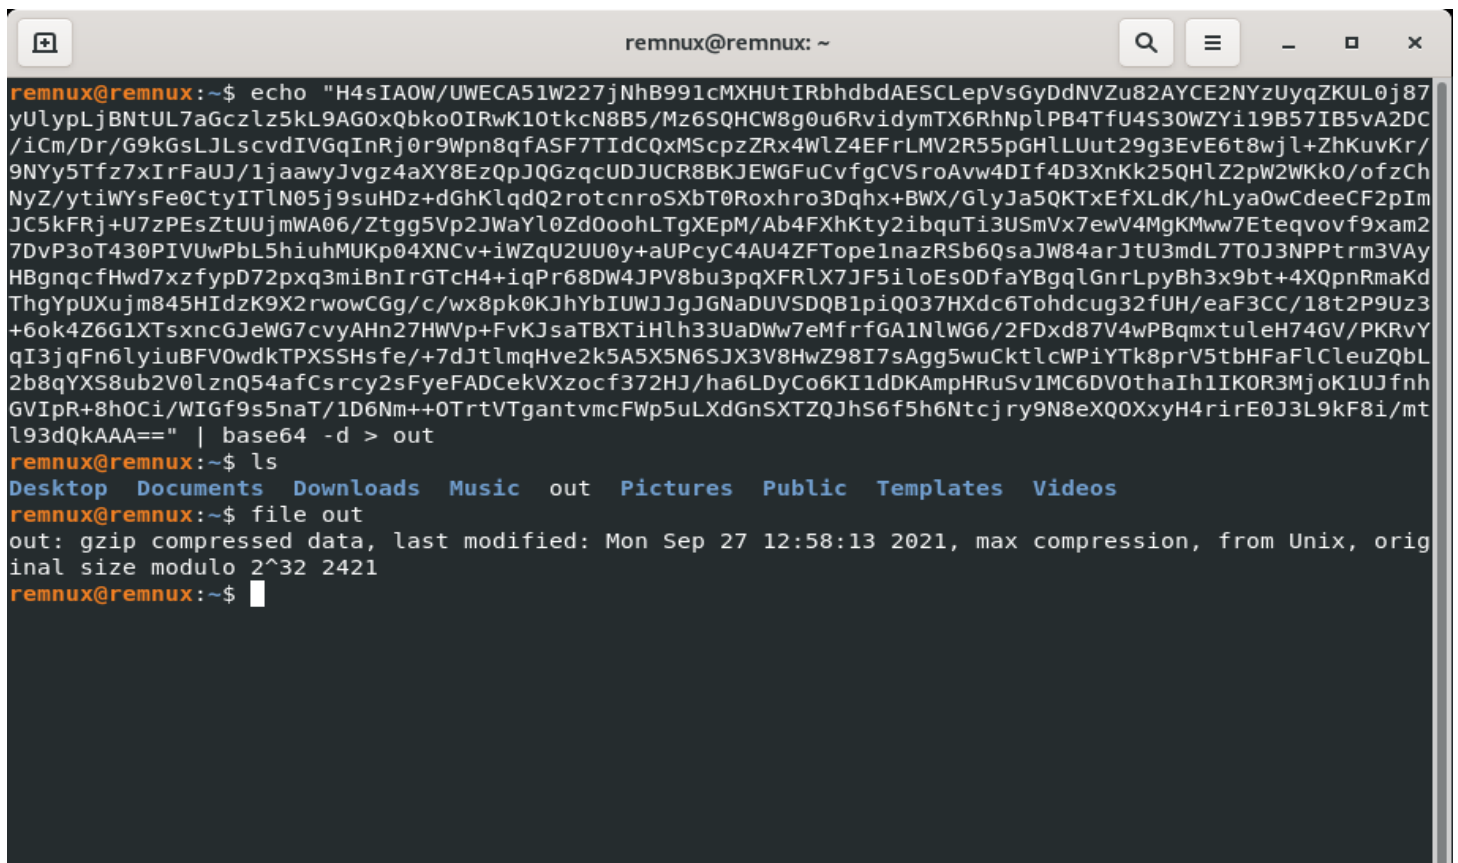 remnux@remnux: ~
remnux@remnux:~$ echo "H4sIAOW/UWECA51W227jNhB991cMXHUtIRbhdbdAESCLepVsGyDdNVZu82AYCE2NYzUyqZKUL0j87
yUlypLjBNtUL7aGczlz5kL9AGOxQbkoOIRwK1OtkcN8B5/Mz6SQHCW8g0u6RvidymTX6RhNplPB4TfU4S3OWZYi19B57IB5vA2DC
/iCm/Dr/G9kGsLJLscvdIVGqInRj0r9Wpn8qfASF7TIdCQxMScpzZRx4WlZ4EFrLMV2R55pGHlLUut29g3EvE6t8wjl+ZhKuvKr/
9NYy5Tfz7xIrFaUJ/1jaawyJvgz4aXY8EzQpJQGzqcUDJUCR8BKJEWGFuCvfgCVSroAvw4DIf4D3XnKk25QHlZ2pW2WKkO/ofzCh
NyZ/ytiWYsFe0CtyITlN05j9suHDz+dGhKlqdQ2rotcnroSXbT0Roxhro3Dqhx+BWX/GlyJa5QKTxEfXLdK/hLyaOwCdeeCF2pIm
JC5kFRj+U7zPEsZtUUjmWA06/Ztgg5Vp2JWaYl0ZdOoohLTgXEpM/Ab4FXhKty2ibquTi3USmVx7ewV4MgKMww7Eteqvovf9xam2
7DvP3oT430PIVUwPbL5hiuhMUKp04XNCv+iWZqU2UU0y+aUPcyC4AU4ZFTope1nazRSb6QsaJW84arJtU3mdL7TOJ3NPPtrm3VAy
HBgnqcfHwd7xzfypD72pxq3miBnIrGTcH4+iqPr68DW4JPV8bu3pqXFRlX7JF5iloEsODfaYBgqlGnrLpyBh3x9bt+4XQpnRmaKd
ThgYpUXujm845HIdzK9X2rwowCGg/c/wx8pk0KJhYbIUWJJgJGNaDUVSDQB1piQO37HXdc6Tohdcug32fUH/eaF3CC/18t2P9Uz3
+6ok4Z6G1XTsxncGJeWG7cvyAHn27HWVp+FvKJsaTBXTiHlh33UaDWw7eMfrfGA1NlWG6/2FDxd87V4wPBqmxtuleH74GV/PKRvY
qI3jqFn6lyiuBFVOwdkTPXSSHsfe/+7dJtlmqHve2k5A5X5N6SJX3V8HwZ98I7sAgg5wuCktlcWPiYTk8prV5tbHFaFlCleuZQbL
2b8qYXS8ub2V0lznQ54afCsrcy2sFyeFADCekVXzocf372HJ/ha6LDyCo6KI1dDKAmpHRuSv1MC6DVOthaIh1IKOR3MjoK1UJfnh
GVIpR+8hOCi/WIGf9s5naT/1D6Nm++OTrtVTgantvmcFWp5uLXdGnSXTZQJhS6f5h6Ntcjry9N8eXQOXxyH4rirE0J3L9kF8i/mt
l93dQkAAA==" | base64 -d > out
remnux@remnux:~$ ls
Desktop Documents Downloads Music out Pictures Public Templates Videos
remnux@remnux:~$ file out
out: gzip compressed data, last modified: Mon Sep 27 12:58:13 2021, max compression, from Unix, orig
inal size modulo 2^32 2421
remnux@remnux:~$